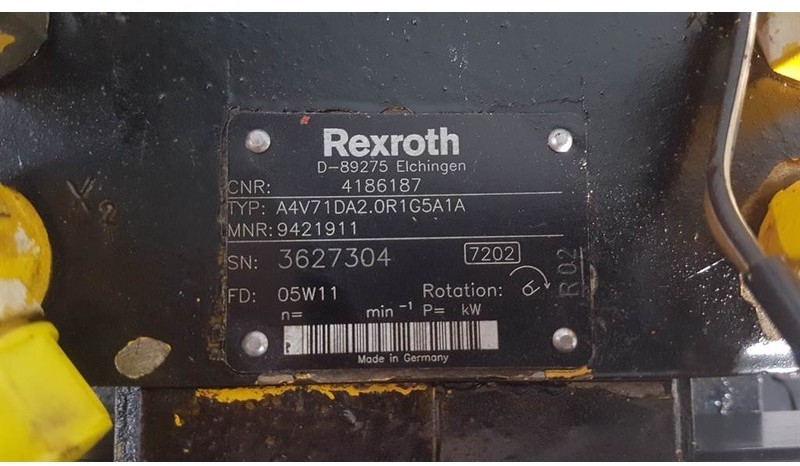 Rexroth
D-89275 Elchingen
CNR: 4186187
TYP: A4V71DA2.0R1G5A1A
MNR: 9421911
SN: 3627304 7202
FD: 05W11 Rotation:
n= min⁻¹ P= kW
Made in Germany
R02
X₂